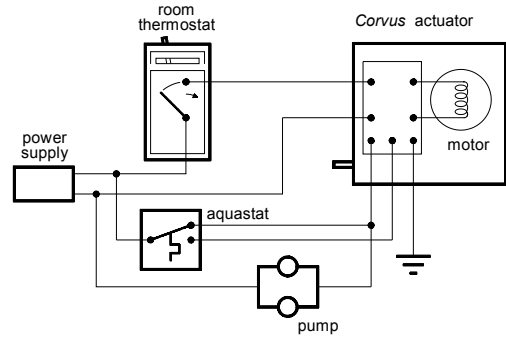 room
thermostat
Corvus actuator
power
supply
motor
aquastat
pump